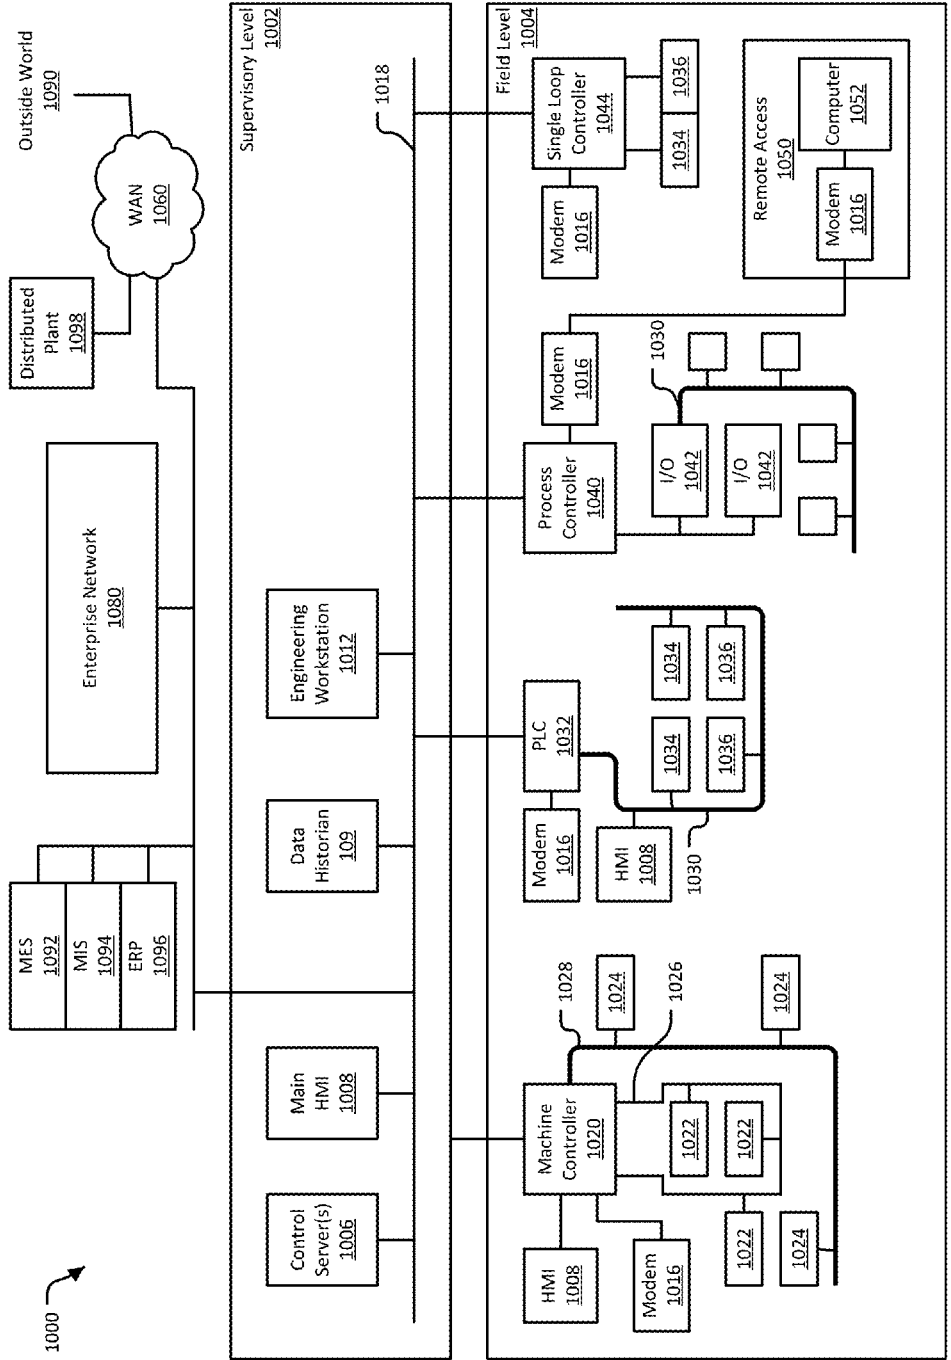 1000
MES
1092
MIS
1094
ERP
1096
Enterprise Network
1080
Distributed
Plant
1098
WAN
1060
Outside World
1090
Supervisory Level
1002
Control
Server(s)
1006
Main
HMI
1008
Data
Historian
109
Engineering
Workstation
1012
1018
Field Level
1004
HMI
1008
Modem
1016
Machine
Controller
1020
1028
1024
1026
1022
1022
1022
1024
1024
Modem
1016
PLC
1032
HMI
1008
1030
1034
1036
1034
1036
Process
Controller
1040
Modem
1016
I/O
1042
I/O
1042
1030
Modem
1016
Single Loop
Controller
1044
1034
1036
Remote Access
1050
Modem
1016
Computer
1052